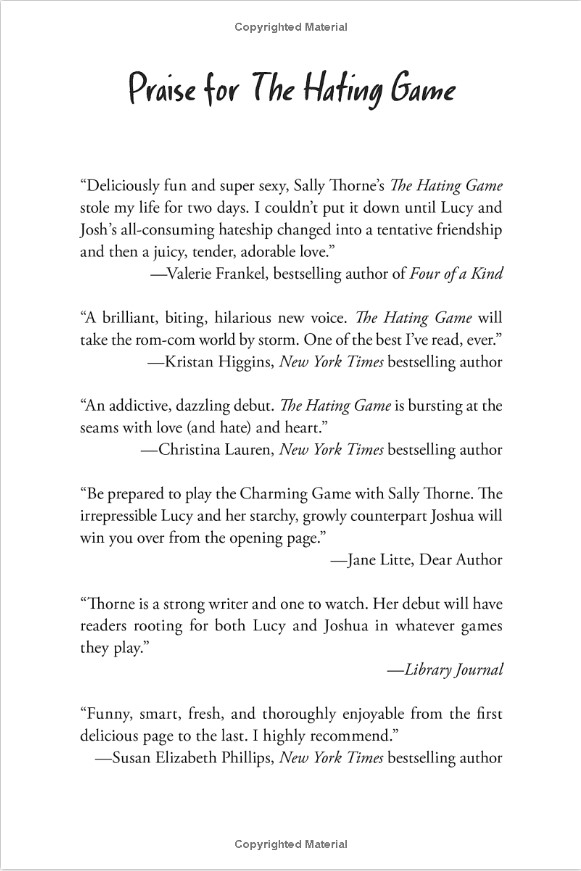 Copyrighted Material
Praise for The Hating Game
“Deliciously fun and super sexy, Sally Thorne’s The Hating Game
stole my life for two days. I couldn’t put it down until Lucy and
Josh’s all-consuming hateship changed into a tentative friendship
and then a juicy, tender, adorable love.”
—Valerie Frankel, bestselling author of Four of a Kind
“A brilliant, biting, hilarious new voice. The Hating Game will
take the rom-com world by storm. One of the best I’ve read, ever.”
—Kristan Higgins, New York Times bestselling author
“An addictive, dazzling debut. The Hating Game is bursting at the
seams with love (and hate) and heart.”
—Christina Lauren, New York Times bestselling author
“Be prepared to play the Charming Game with Sally Thorne. The
irrepressible Lucy and her starchy, growly counterpart Joshua will
win you over from the opening page.”
—Jane Litte, Dear Author
“Thorne is a strong writer and one to watch. Her debut will have
readers rooting for both Lucy and Joshua in whatever games
they play.”
—Library Journal
“Funny, smart, fresh, and thoroughly enjoyable from the first
delicious page to the last. I highly recommend.”
—Susan Elizabeth Phillips, New York Times bestselling author
Copyrighted Material